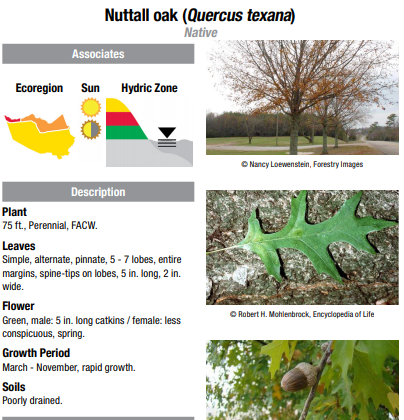 Nuttall oak (Quercus texana)
Native
Associates
Ecoregion
Sun
Hydric Zone
© Nancy Loewenstein, Forestry Images
Description
Plant
75 ft., Perennial, FACW.
Leaves
Simple, alternate, pinnate, 5 - 7 lobes, entire
margins, spine-tips on lobes, 5 in. long, 2 in.
wide.
Flower
Green, male: 5 in. long catkins / female: less
conspicuous, spring.
Growth Period
March - November, rapid growth.
Soils
Poorly drained.
© Robert H. Mohlenbrock, Encyclopedia of Life